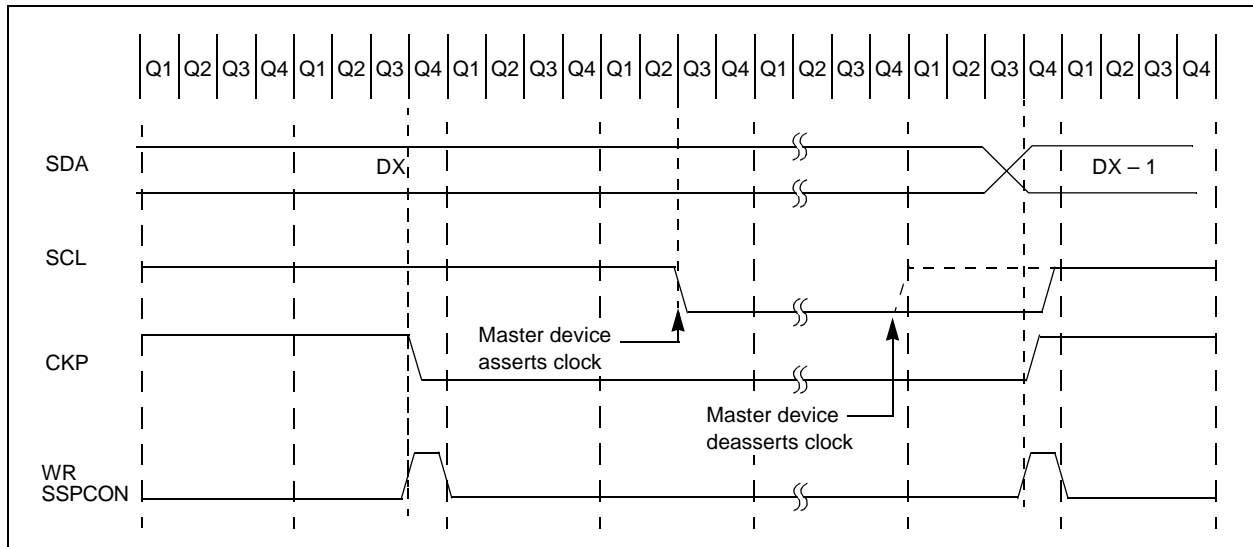 Q1 Q2 Q3 Q4 Q1 Q2 Q3 Q4 Q1 Q2 Q3 Q4 Q1 Q2 Q3 Q4 Q1 Q2 Q3 Q4 Q1 Q2 Q3 Q4 Q1 Q2 Q3 Q4
SDA
DX
DX – 1
SCL
Master device
asserts clock
CKP
Master device
deasserts clock
WR
SSPCON